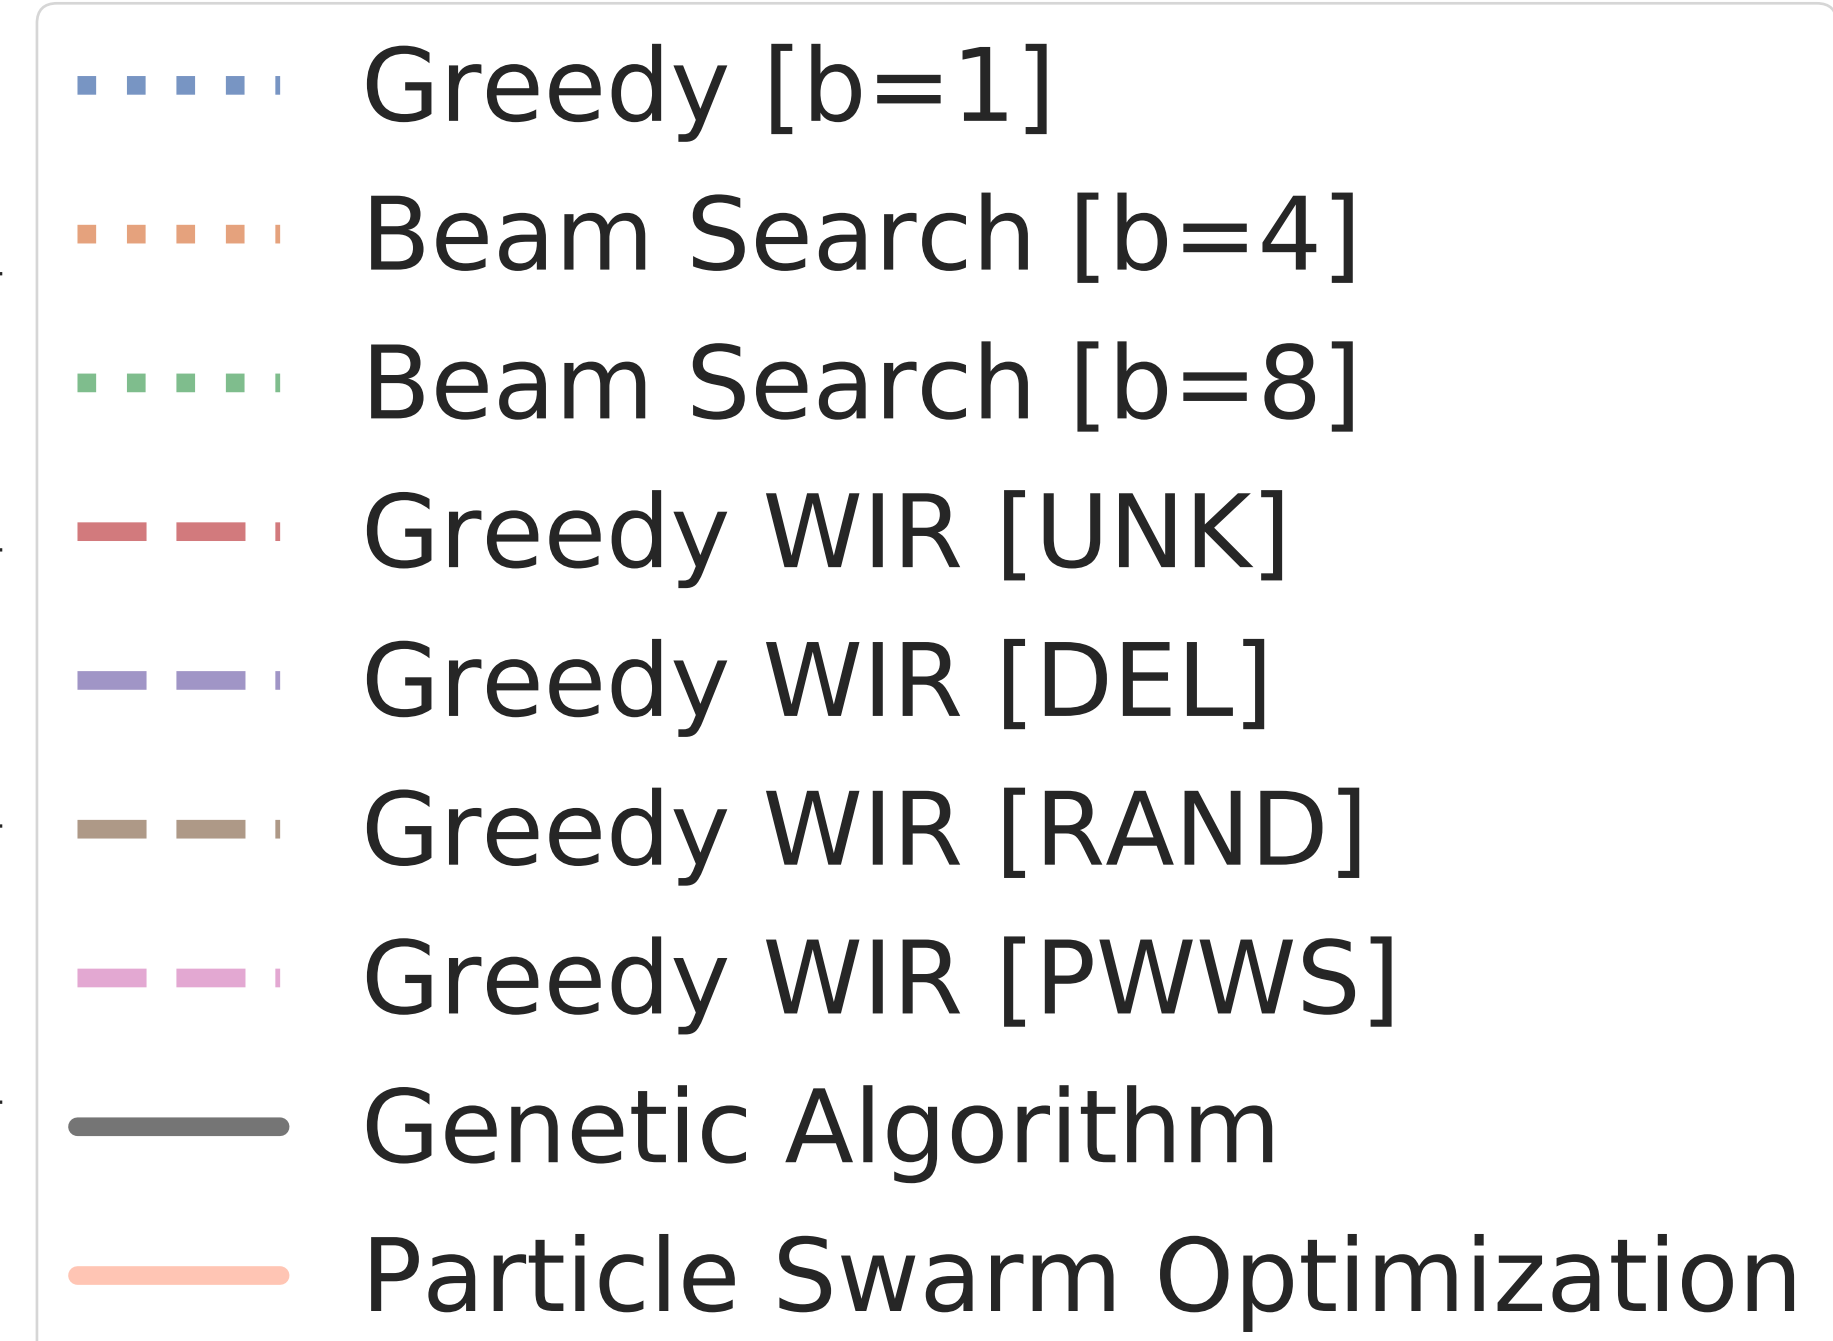 Greedy [b=1]
Beam Search [b=4]
Beam Search [b=8]
Greedy WIR [UNK]
Greedy WIR [DEL]
Greedy WIR [RAND]
Greedy WIR [PWWS]
Genetic Algorithm
Particle Swarm Optimization